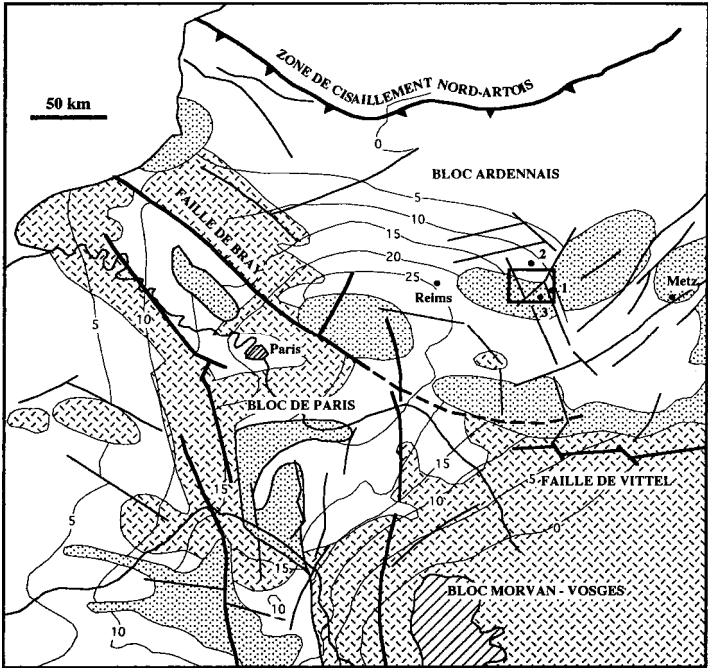 ZONE DE CISAILLEMENT NORD-ARTOIS
50 km
0
BLOC ARDENNAIS
5
10
15
20
25
FAILLE DE BRAY
2
1
3
Reims
Metz
5
10
Paris
BLOC DE PARIS
15
10
5
5
FAILLE DE VITTEL
0
5
15
10
10
BLOC MORVAN - VOSGES